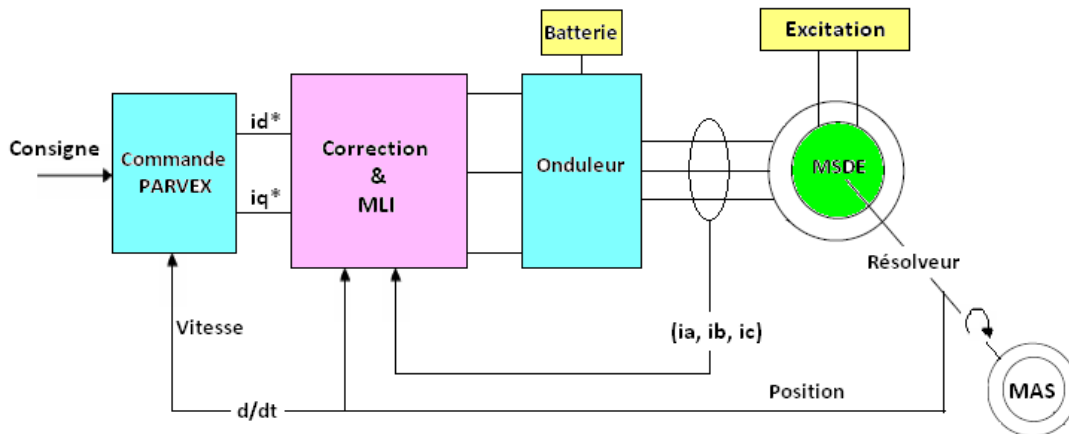 Batterie
Excitation
Consigne
Commande
PARVEX
id*
iq*
Correction
&
MLI
Onduleur
MSDE
Résolveur
Vitesse
(ia, ib, ic)
d/dt
Position
MAS